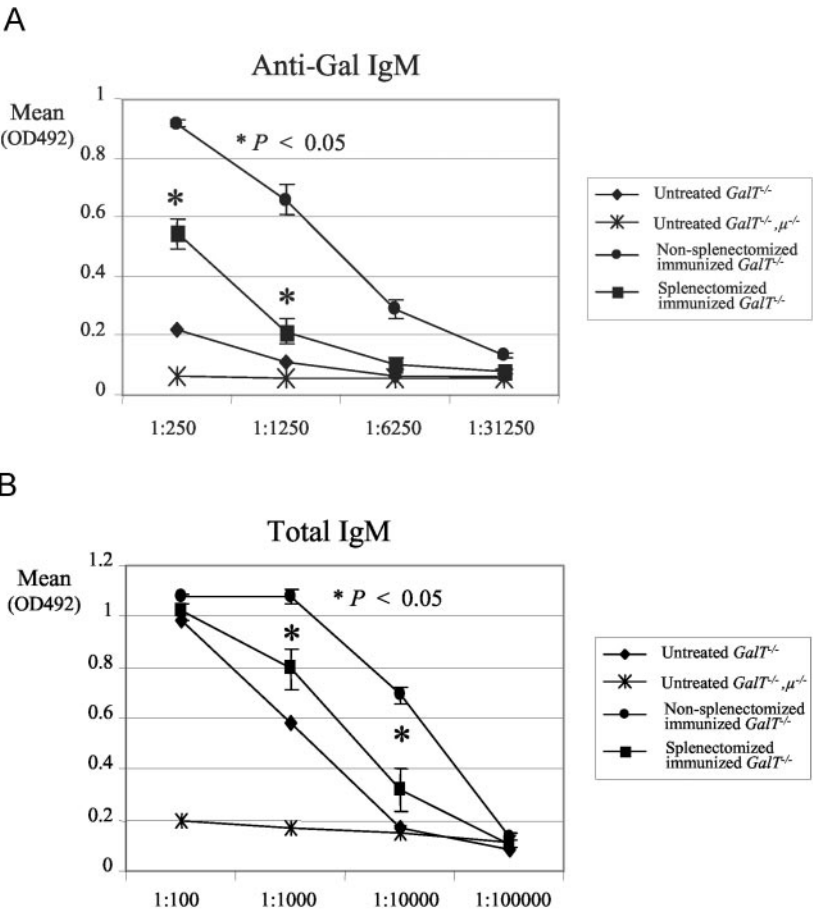 A
Anti-Gal IgM
Mean
(OD492)
1
0.8
0.6
0.4
0.2
0
* P < 0.05
*
*
1:250 1:1250 1:6250 1:31250
Untreated GalT-/-
Untreated GalT-/-,μ-/-
Non-splenectomized
immunized GalT-/-
Splenectomized
immunized GalT-/-
B
Total IgM
Mean
(OD492)
1.2
1
0.8
0.6
0.4
0.2
0
* P < 0.05
*
*
1:100 1:1000 1:10000 1:100000
Untreated GalT-/-
Untreated GalT-/-,μ-/-
Non-splenectomized
immunized GalT-/-
Splenectomized
immunized GalT-/-